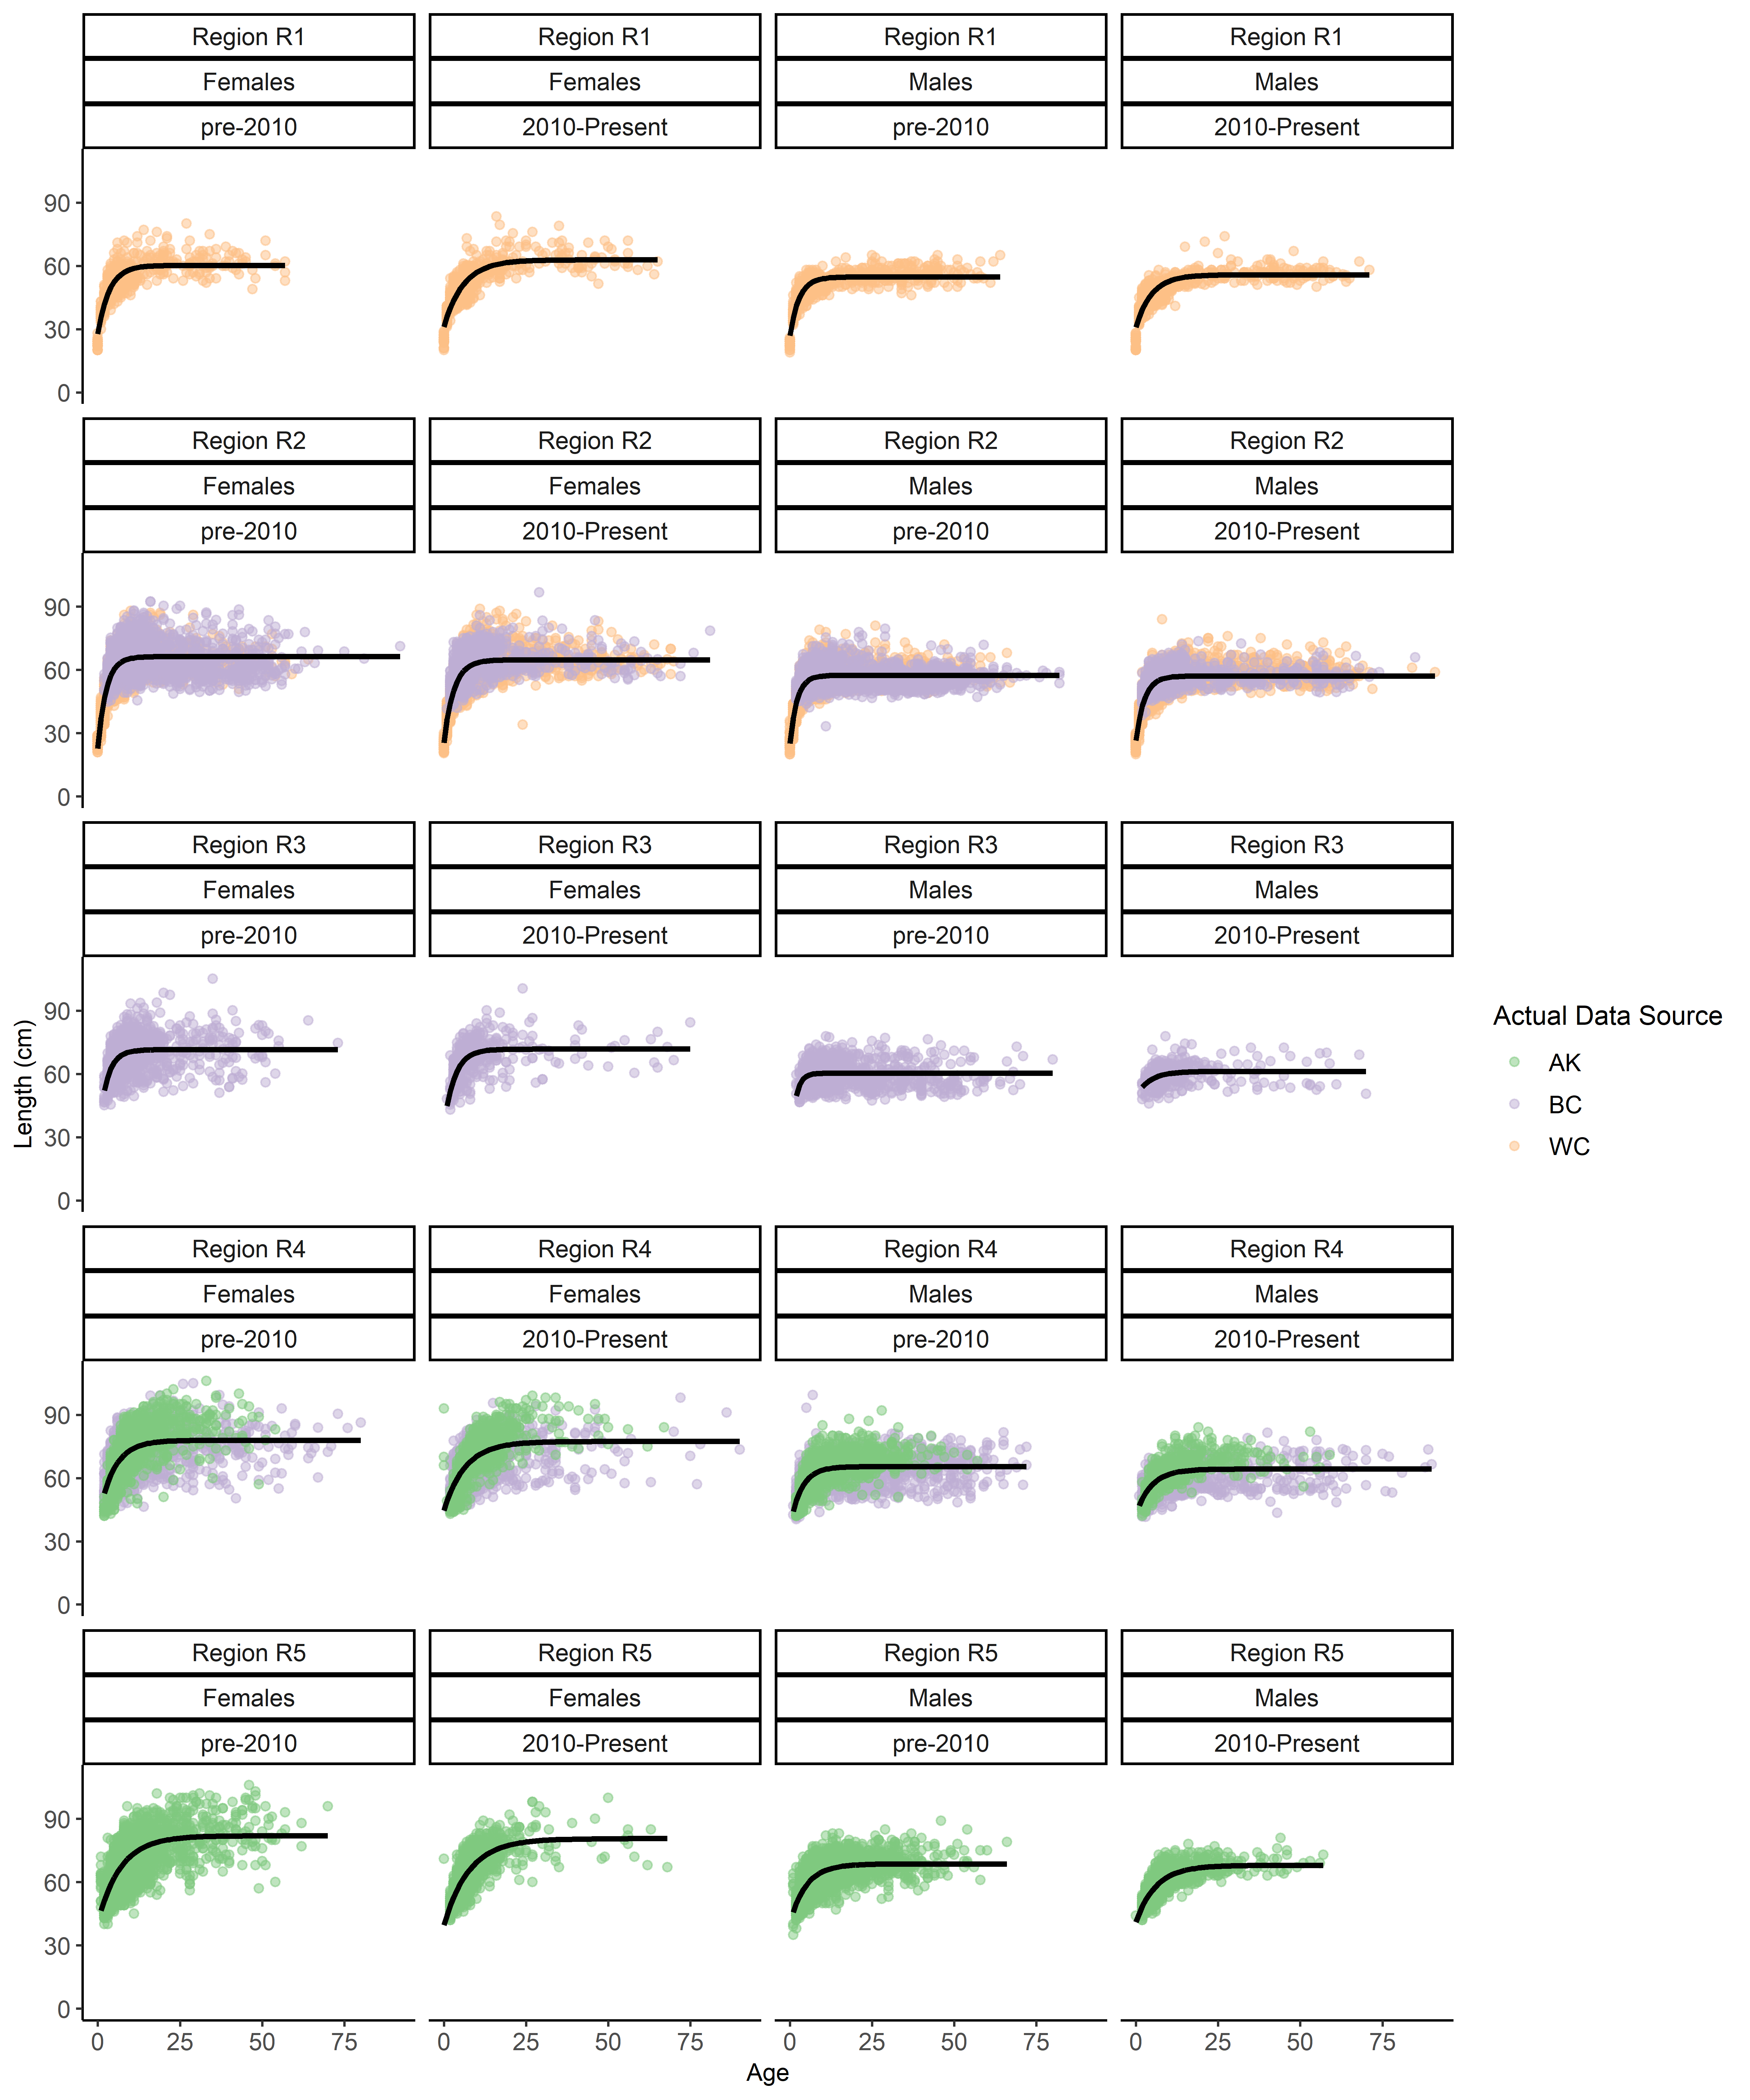 Region R1 Region R1 Region R1 Region R1
Females Females Males Males
pre-2010 2010-Present pre-2010 2010-Present
90
60
30
0
Region R2 Region R2 Region R2 Region R2
Females Females Males Males
pre-2010 2010-Present pre-2010 2010-Present
90
60
30
0
Region R3 Region R3 Region R3 Region R3
Females Females Males Males
pre-2010 2010-Present pre-2010 2010-Present
90
60
30
0
Length (cm)
Actual Data Source
AK
BC
WC
Region R4 Region R4 Region R4 Region R4
Females Females Males Males
pre-2010 2010-Present pre-2010 2010-Present
90
60
30
0
Region R5 Region R5 Region R5 Region R5
Females Females Males Males
pre-2010 2010-Present pre-2010 2010-Present
90
60
30
0
0 25 50 75 0 25 50 75 0 25 50 75 0 25 50 75
Age